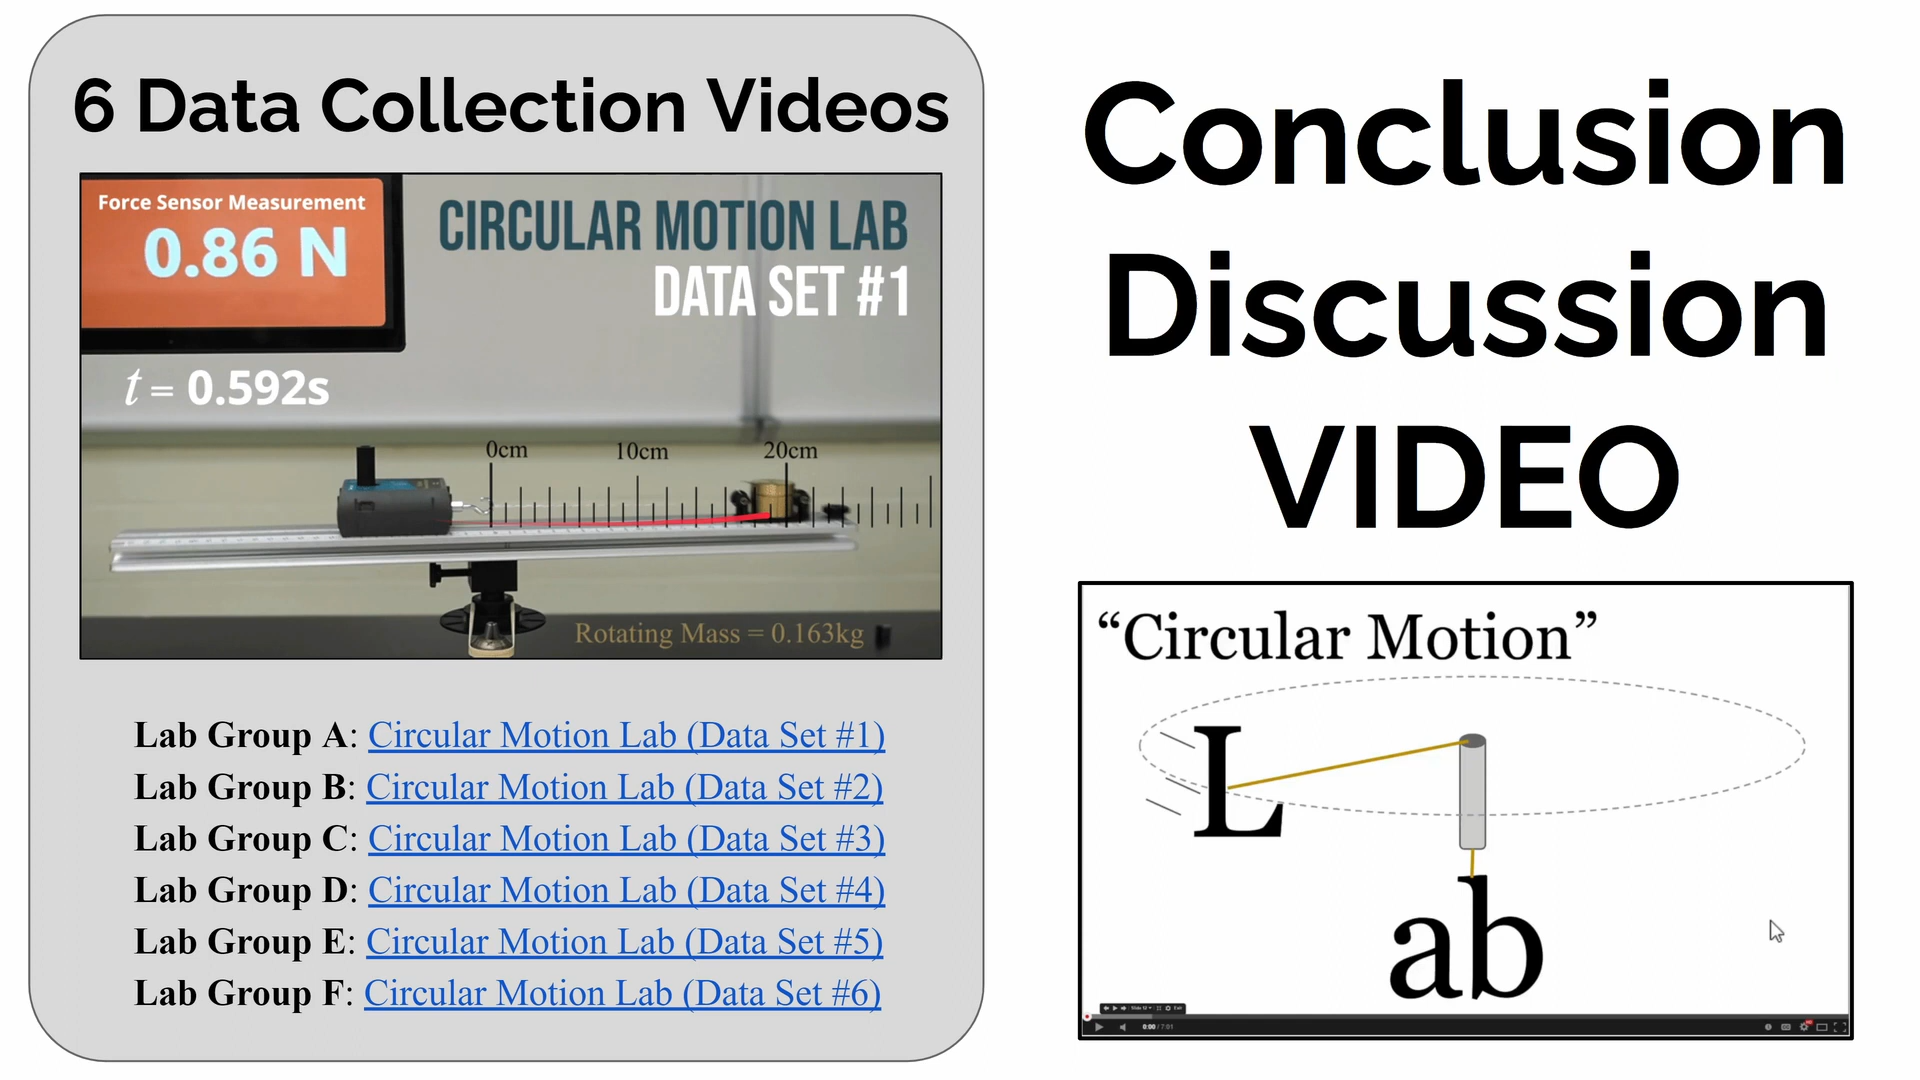 6 Data Collection Videos
Force Sensor Measurement
0.86 N
CIRCULAR MOTION LAB
DATA SET #1
t = 0.592s
0cm 10cm 20cm
Rotating Mass = 0.163kg
Lab Group A: Circular Motion Lab (Data Set #1)
Lab Group B: Circular Motion Lab (Data Set #2)
Lab Group C: Circular Motion Lab (Data Set #3)
Lab Group D: Circular Motion Lab (Data Set #4)
Lab Group E: Circular Motion Lab (Data Set #5)
Lab Group F: Circular Motion Lab (Data Set #6)
Conclusion
Discussion
VIDEO
“Circular Motion”
L
ab
0:00 / 7:01